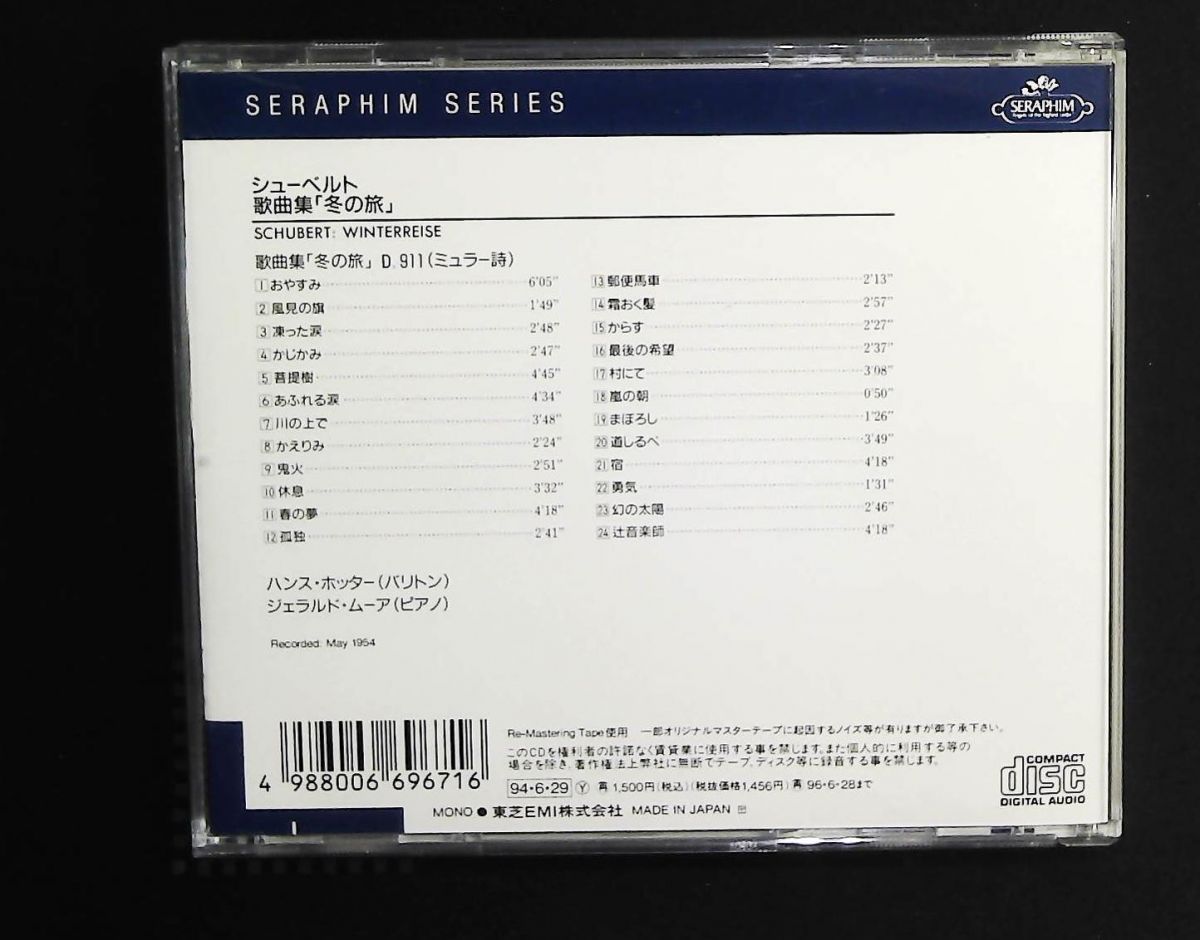 SERAPHIM SERIES
SERAPHIM
Angels of the highest order
シューベルト
歌曲集「冬の旅」
SCHUBERT: WINTERREISE
歌曲集「冬の旅」 D. 911(ミュラー詩)
1 おやすみ 6'05"
2 風見の旗 1'49"
3 凍った涙 2'48"
4 かじかみ 2'47"
5 菩提樹 4'45"
6 あふれる涙 4'34"
7 川の上で 3'48"
8 かえりみ 2'24"
9 鬼火 2'51"
10 休息 3'32"
11 春の夢 4'18"
12 孤独 2'41"
13 郵便馬車 2'13"
14 霜おく髪 2'57"
15 からす 2'27"
16 最後の希望 2'37"
17 村にて 3'08"
18 嵐の朝 0'50"
19 まぼろし 1'26"
20 道しるべ 3'49"
21 宿 4'18"
22 勇気 1'31"
23 幻の太陽 2'46"
24 辻音楽師 4'18"
ハンス・ホッター(バリトン)
ジェラルド・ムーア(ピアノ)
Recorded: May 1954
4 988006 696716
Re-Mastering Tape使用 一部オリジナルマスターテープに起因するノイズ等が有りますが御了承下さい。
このCDを権利者の許諾なく賃貸業に使用する事を禁じます。また個人的に利用する等の
場合を除き、著作権法上弊社に無断でテープ、ディスク等に録音する事を禁じます。
94・6・29 Y 1,500円(税込)(税抜価格1,456円) 96・6・28まで
MONO ● 東芝EMI株式会社 MADE IN JAPAN
COMPACT
disc
DIGITAL AUDIO